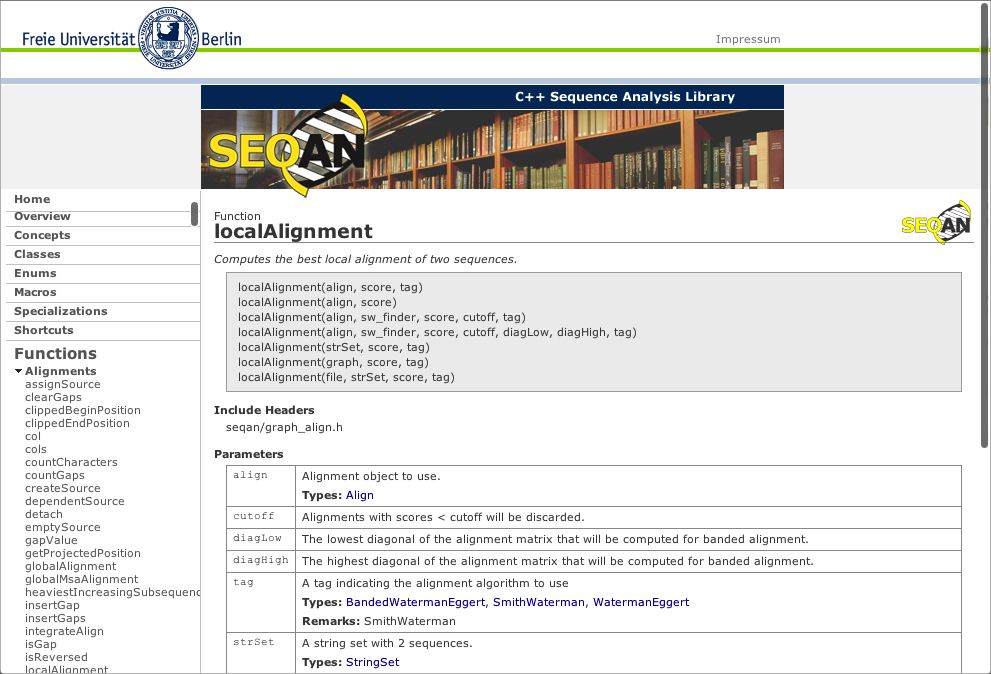 Freie Universität Berlin
Impressum
C++ Sequence Analysis Library
SEQAN
Home
Overview
Concepts
Classes
Enums
Macros
Specializations
Shortcuts
Functions
Alignments
assignSource
clearGaps
clippedBeginPosition
clippedEndPosition
col
cols
countCharacters
countGaps
createSource
dependentSource
detach
emptySource
gapValue
getProjectedPosition
globalAlignment
globalMsaAlignment
heaviestIncreasingSubsequenc
insertGap
insertGaps
integrateAlign
isGap
isReversed
localAlignment
Function
localAlignment
SEQAN
Computes the best local alignment of two sequences.
localAlignment(align, score, tag)
localAlignment(align, score)
localAlignment(align, sw_finder, score, cutoff, tag)
localAlignment(align, sw_finder, score, cutoff, diagLow, diagHigh, tag)
localAlignment(strSet, score, tag)
localAlignment(graph, score, tag)
localAlignment(file, strSet, score, tag)
Include Headers
seqan/graph_align.h
Parameters
align Alignment object to use.
Types: Align
cutoff Alignments with scores < cutoff will be discarded.
diagLow The lowest diagonal of the alignment matrix that will be computed for banded alignment.
diagHigh The highest diagonal of the alignment matrix that will be computed for banded alignment.
tag A tag indicating the alignment algorithm to use
Types: BandedWatermanEggert, SmithWaterman, WatermanEggert
Remarks: SmithWaterman
strSet A string set with 2 sequences.
Types: StringSet